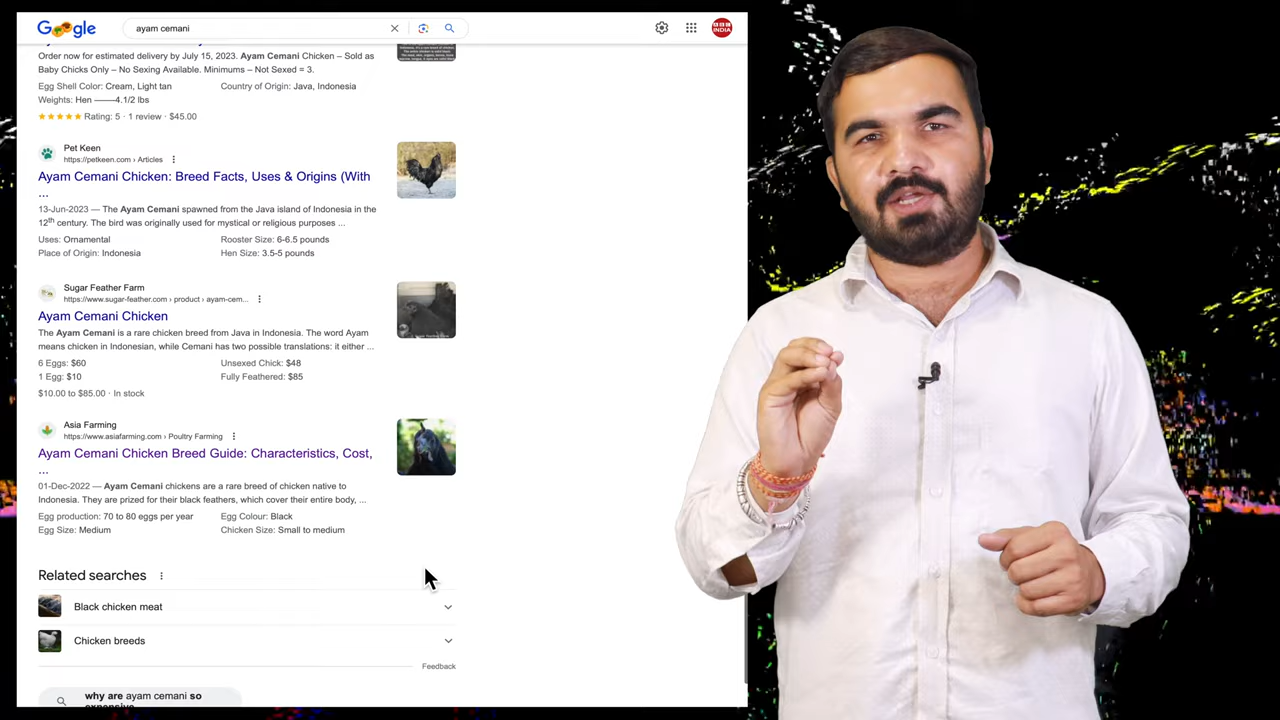 Google
ayam cemani
INDIA
Order now for estimated delivery by July 15, 2023. Ayam Cemani Chicken – Sold as
Baby Chicks Only – No Sexing Available. Minimums – Not Sexed = 3.
Egg Shell Color: Cream, Light tan
Country of Origin: Java, Indonesia
Weights: Hen ——–4.1/2 lbs
Rating: 5 · 1 review · $45.00
Pet Keen
https://petkeen.com › Articles
Ayam Cemani Chicken: Breed Facts, Uses & Origins (With
...
13-Jun-2023 — The Ayam Cemani spawned from the Java island of Indonesia in the
12th century. The bird was originally used for mystical or religious purposes ...
Uses: Ornamental
Rooster Size: 6-6.5 pounds
Place of Origin: Indonesia
Hen Size: 3.5-5 pounds
Sugar Feather Farm
https://www.sugar-feather.com › product › ayam-cem...
Ayam Cemani Chicken
The Ayam Cemani is a rare chicken breed from Java in Indonesia. The word Ayam
means chicken in Indonesian, while Cemani has two possible translations: it either ...
6 Eggs: $60
Unsexed Chick: $48
1 Egg: $10
Fully Feathered: $85
$10.00 to $85.00 · In stock
Asia Farming
https://www.asiafarming.com › Poultry Farming
Ayam Cemani Chicken Breed Guide: Characteristics, Cost,
...
01-Dec-2022 — Ayam Cemani chickens are a rare breed of chicken native to
Indonesia. They are prized for their black feathers, which cover their entire body, ...
Egg production: 70 to 80 eggs per year
Egg Colour: Black
Egg Size: Medium
Chicken Size: Small to medium
Related searches
Black chicken meat
Chicken breeds
Feedback
why are ayam cemani so
expensive